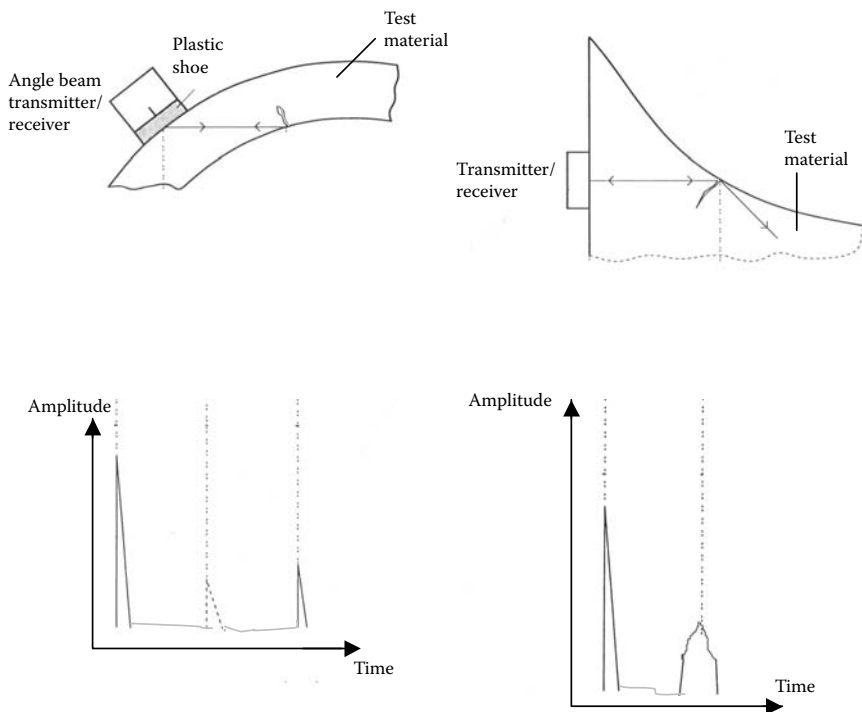 Angle beam
transmitter/
receiver
Plastic
shoe
Test
material
Transmitter/
receiver
Test
material
Amplitude
Time
Amplitude
Time